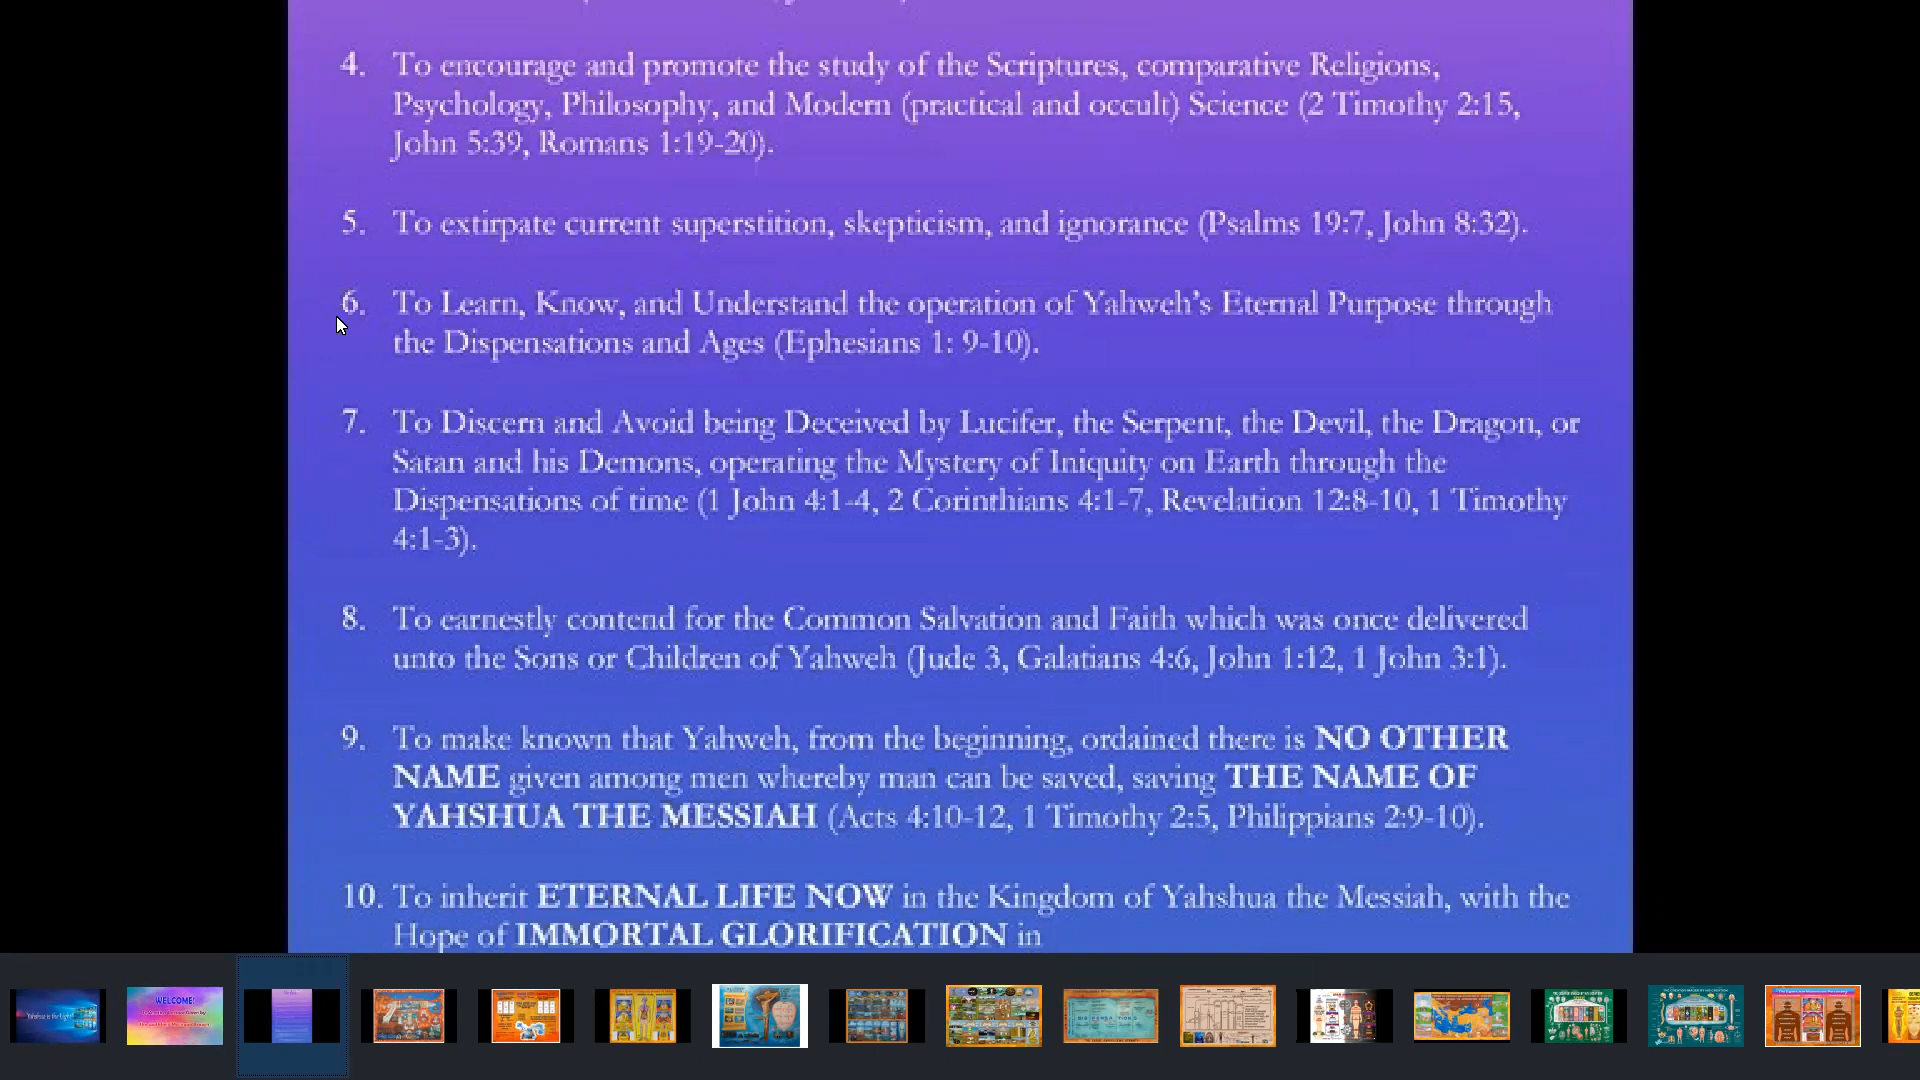 4. To encourage and promote the study of the Scriptures, comparative Religions,
Psychology, Philosophy, and Modern (practical and occult) Science (2 Timothy 2:15,
John 5:39, Romans 1:19-20).
5. To extirpate current superstition, skepticism, and ignorance (Psalms 19:7, John 8:32).
6. To Learn, Know, and Understand the operation of Yahweh's Eternal Purpose through
the Dispensations and Ages (Ephesians 1: 9-10).
7. To Discern and Avoid being Deceived by Lucifer, the Serpent, the Devil, the Dragon, or
Satan and his Demons, operating the Mystery of Iniquity on Earth through the
Dispensations of time (1 John 4:1-4, 2 Corinthians 4:1-7, Revelation 12:8-10, 1 Timothy
4:1-3).
8. To earnestly contend for the Common Salvation and Faith which was once delivered
unto the Sons or Children of Yahweh (Jude 3, Galatians 4:6, John 1:12, 1 John 3:1).
9. To make known that Yahweh, from the beginning, ordained there is NO OTHER
NAME given among men whereby man can be saved, saving THE NAME OF
YAHSHUA THE MESSIAH (Acts 4:10-12, 1 Timothy 2:5, Philippians 2:9-10).
10. To inherit ETERNAL LIFE NOW in the Kingdom of Yahshua the Messiah, with the
Hope of IMMORTAL GLORIFICATION in
WELCOME!